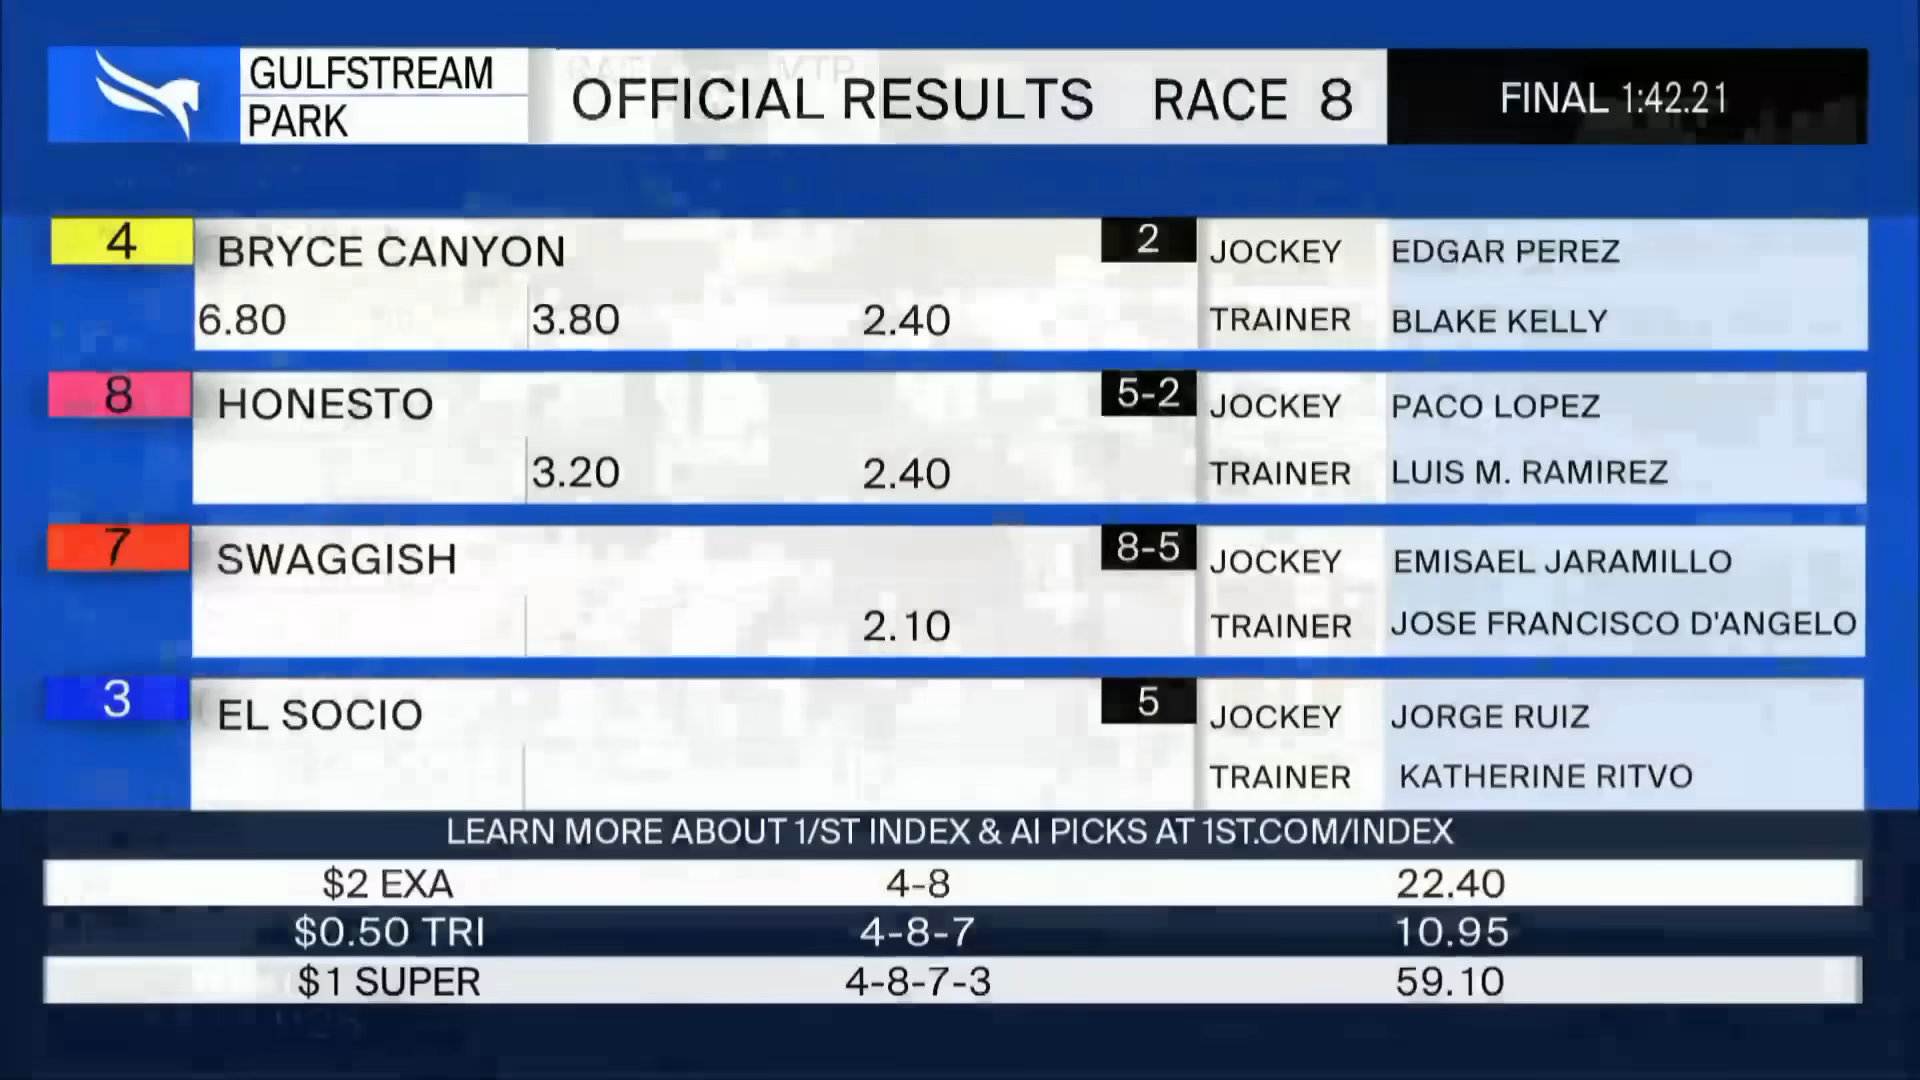 GULFSTREAM PARK
OFFICIAL RESULTS RACE 8
FINAL 1:42.21
4 BRYCE CANYON 2 JOCKEY EDGAR PEREZ
6.80 3.80 2.40 TRAINER BLAKE KELLY
8 HONESTO 5-2 JOCKEY PACO LOPEZ
3.20 2.40 TRAINER LUIS M. RAMIREZ
7 SWAGGISH 8-5 JOCKEY EMISAEL JARAMILLO
2.10 TRAINER JOSE FRANCISCO D'ANGELO
3 EL SOCIO 5 JOCKEY JORGE RUIZ
TRAINER KATHERINE RITVO
LEARN MORE ABOUT 1/ST INDEX & AI PICKS AT 1ST.COM/INDEX
$2 EXA 4-8 22.40
$0.50 TRI 4-8-7 10.95
$1 SUPER 4-8-7-3 59.10